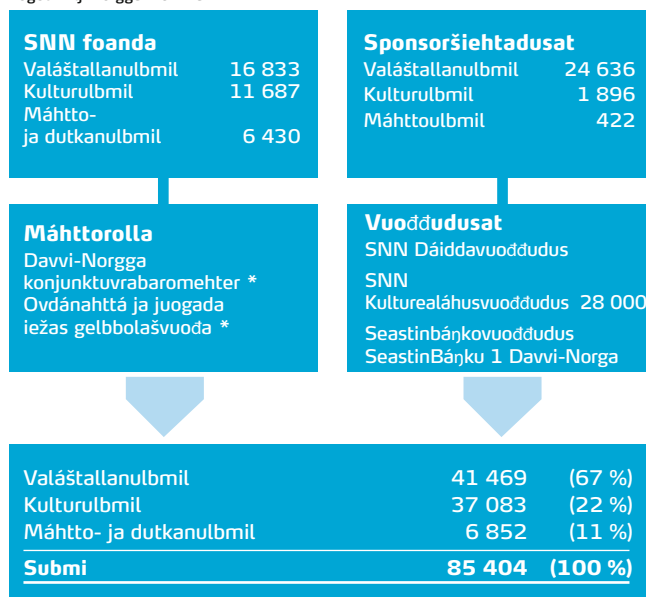 SNN foanda
Valáštallanulbmil 16 833
Kulturulbmil 11 687
Máhtto-
ja dutkanulbmil 6 430
Sponsoršiehtadusat
Valáštallanulbmil 24 636
Kulturulbmil 1 896
Máhttoulbmil 422
Máhttorolla
Davvi-Norgga
konjunktuvrabaromehter *
Ovdánahttá ja juogada
iežas gelbbolašvuođa *
Vuođđudusat
SNN Dáiddavuođđudus
SNN
Kulturealáhusvuođđudus 28 000
Seastinbáŋkovuođđudus
SeastinBáŋku 1 Davvi-Norga
Valáštallanulbmil 41 469 (67 %)
Kulturulbmil 37 083 (22 %)
Máhtto- ja dutkanulbmil 6 852 (11 %)
Submi 85 404 (100 %)